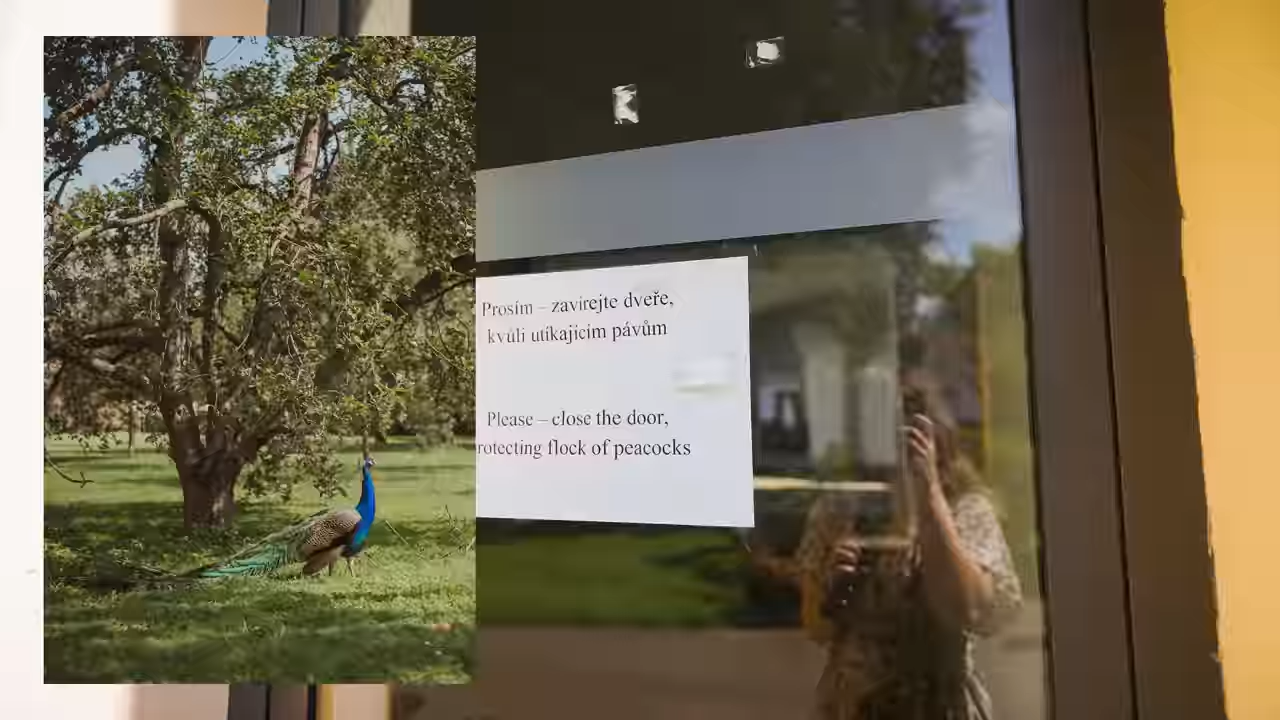 Prosím – zavírejte dveře,
kvůli utíkajícím pávům
Please – close the door,
rotecting flock of peacocks